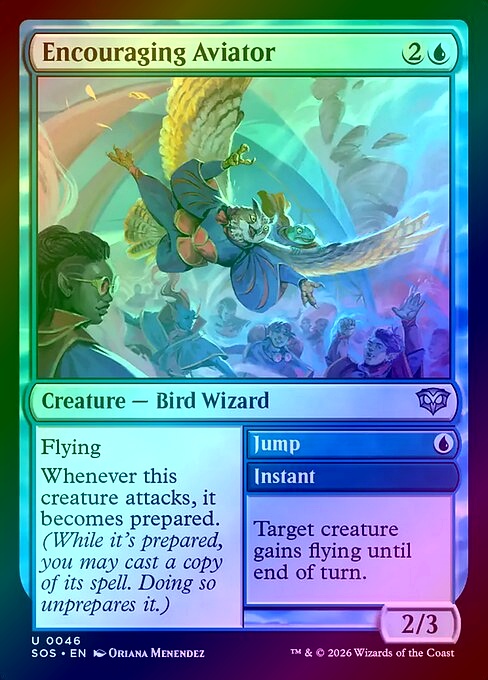 Encouraging Aviator 2
Creature — Bird Wizard
Flying
Whenever this
creature attacks, it
becomes prepared.
(While it's prepared,
you may cast a copy
of its spell. Doing so
unprepares it.)
Jump
Instant
Target creature
gains flying until
end of turn.
2/3
U 0046
SOS • EN Oriana Menendez
™ & © 2026 Wizards of the Coast